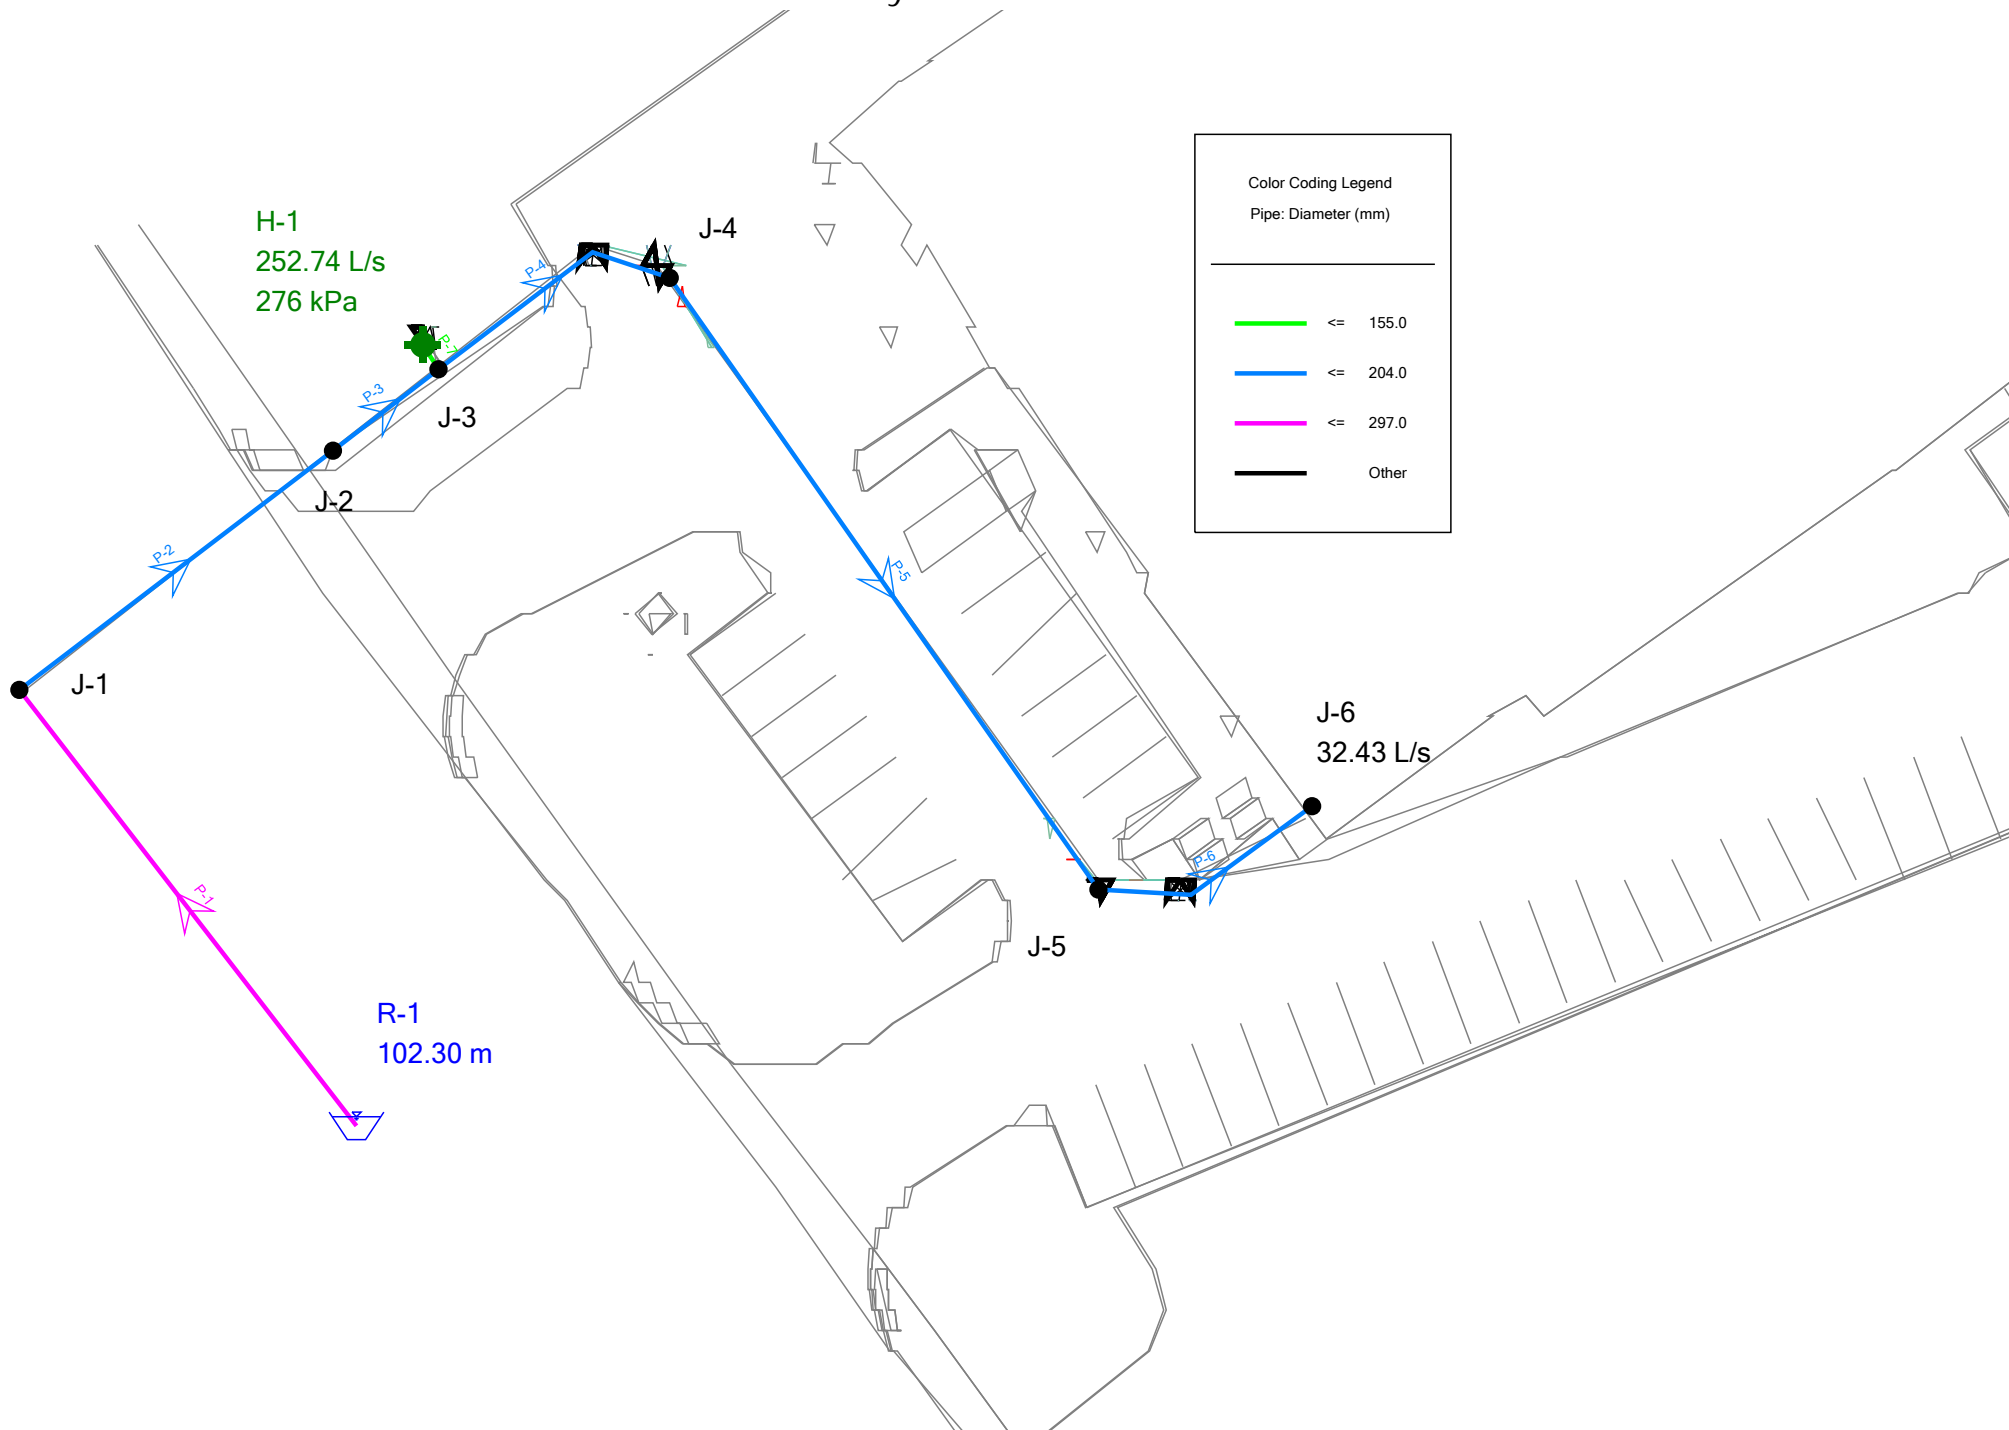 Color Coding Legend
Pipe: Diameter (mm)
<= 155.0
<= 204.0
<= 297.0
Other
H-1
252.74 L/s
276 kPa
J-4
P-4
P-7
P-3
J-3
J-2
P-2
P-5
J-1
J-6
32.43 L/s
P-6
P-1
J-5
R-1
102.30 m